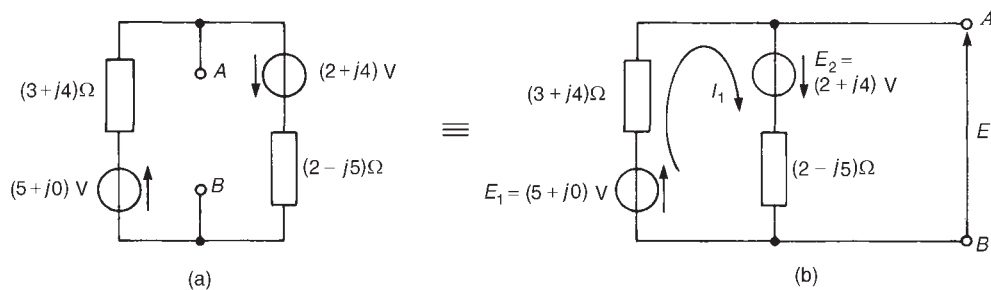 (3+j4)Ω
A
(2+j4) V
(5+j0) V
B
(2−j5)Ω
(a)
≡
(3+j4)Ω
I1
E2 =
(2+j4) V
A
E
E1 = (5+j0) V
(2−j5)Ω
B
(b)